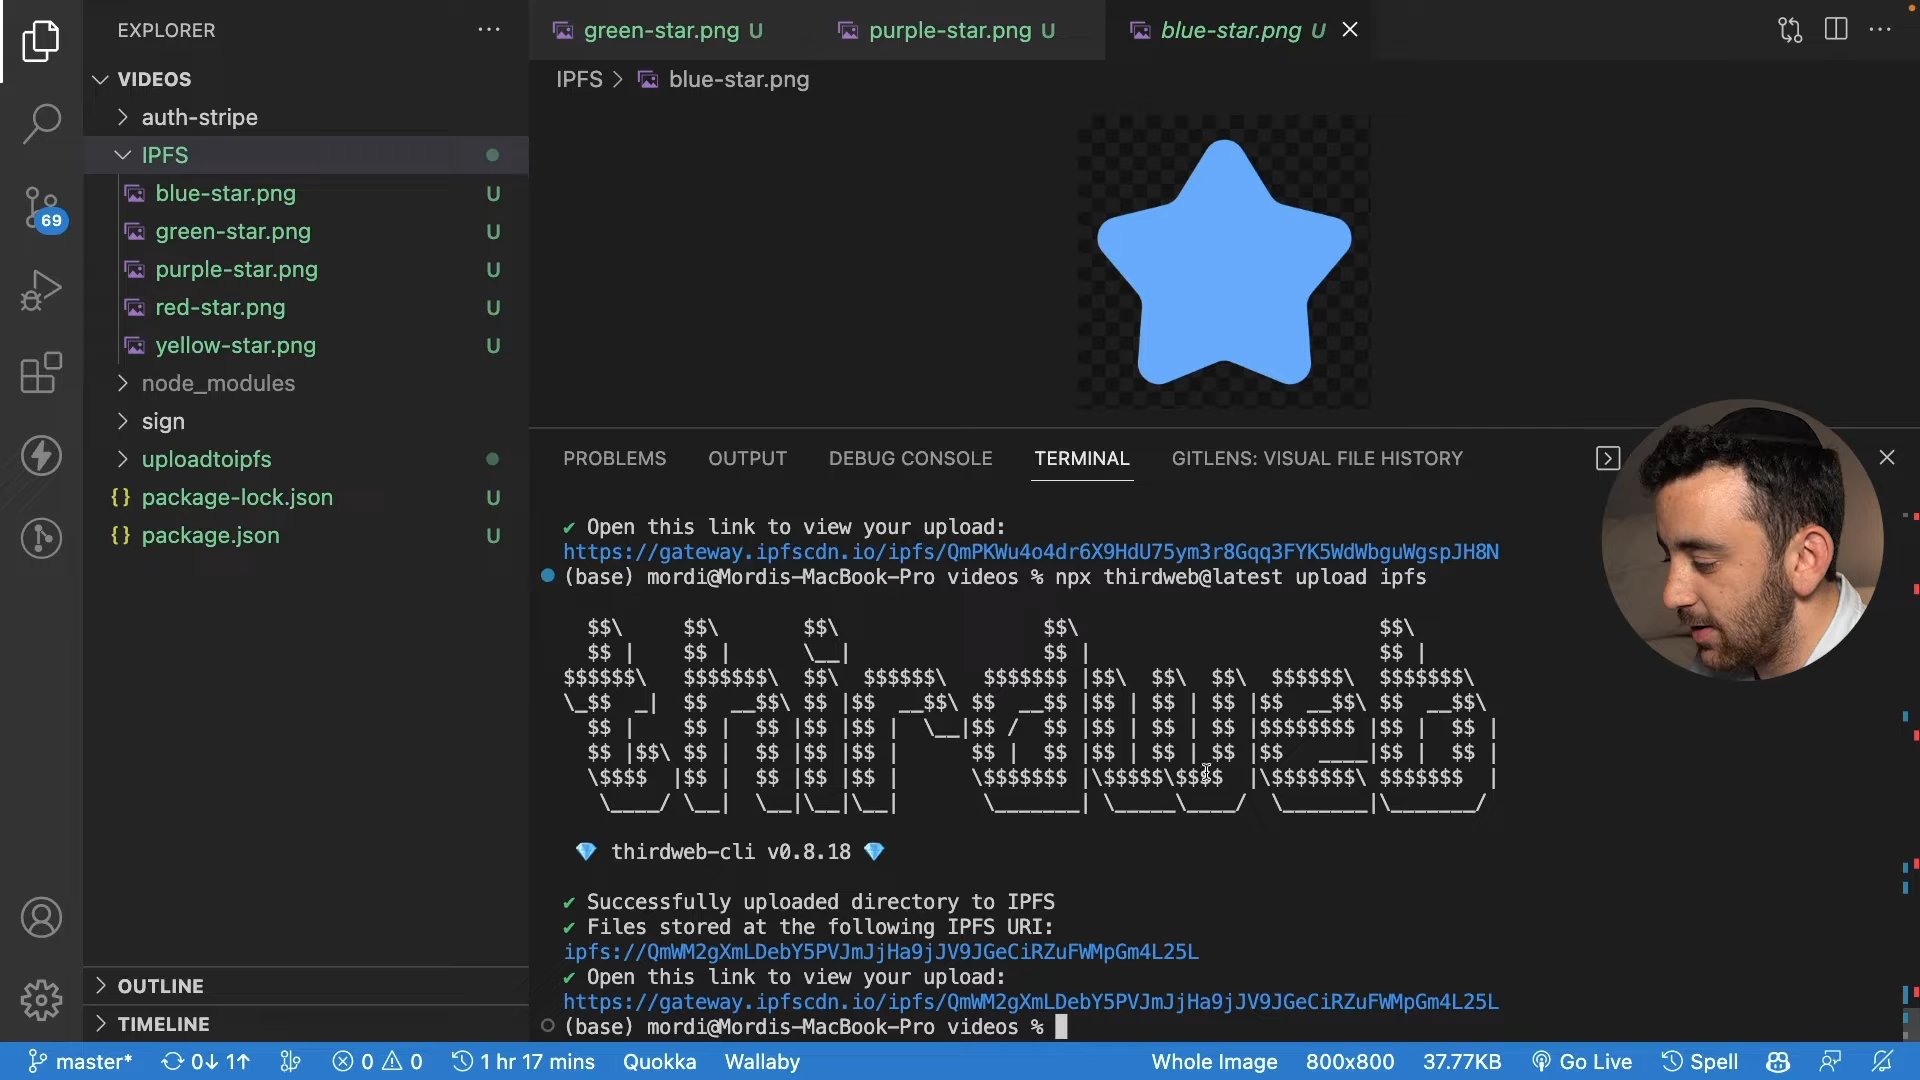 EXPLORER
VIDEOS
auth-stripe
IPFS
blue-star.png U
green-star.png U
purple-star.png U
red-star.png U
yellow-star.png U
node_modules
sign
uploadtoipfs
{} package-lock.json U
{} package.json U
OUTLINE
TIMELINE
69
green-star.png U
purple-star.png U
blue-star.png U
IPFS > blue-star.png
PROBLEMS OUTPUT DEBUG CONSOLE TERMINAL GITLENS: VISUAL FILE HISTORY
✔ Open this link to view your upload:
https://gateway.ipfscdn.io/ipfs/QmPKWu4o4dr6X9HdU75ym3r8Gqq3FYK5WdWbguWgspJH8N
(base) mordi@Mordis-MacBook-Pro videos % npx thirdweb@latest upload ipfs
thirdweb
💎 thirdweb-cli v0.8.18 💎
✔ Successfully uploaded directory to IPFS
✔ Files stored at the following IPFS URI:
ipfs://QmWM2gXmLDebY5PVJmJjHa9jJV9JGeCiRZuFWMpGm4L25L
✔ Open this link to view your upload:
https://gateway.ipfscdn.io/ipfs/QmWM2gXmLDebY5PVJmJjHa9jJV9JGeCiRZuFWMpGm4L25L
(base) mordi@Mordis-MacBook-Pro videos %
master* 0↓ 1↑ 0 0 1 hr 17 mins Quokka Wallaby Whole Image 800x800 37.77KB Go Live Spell